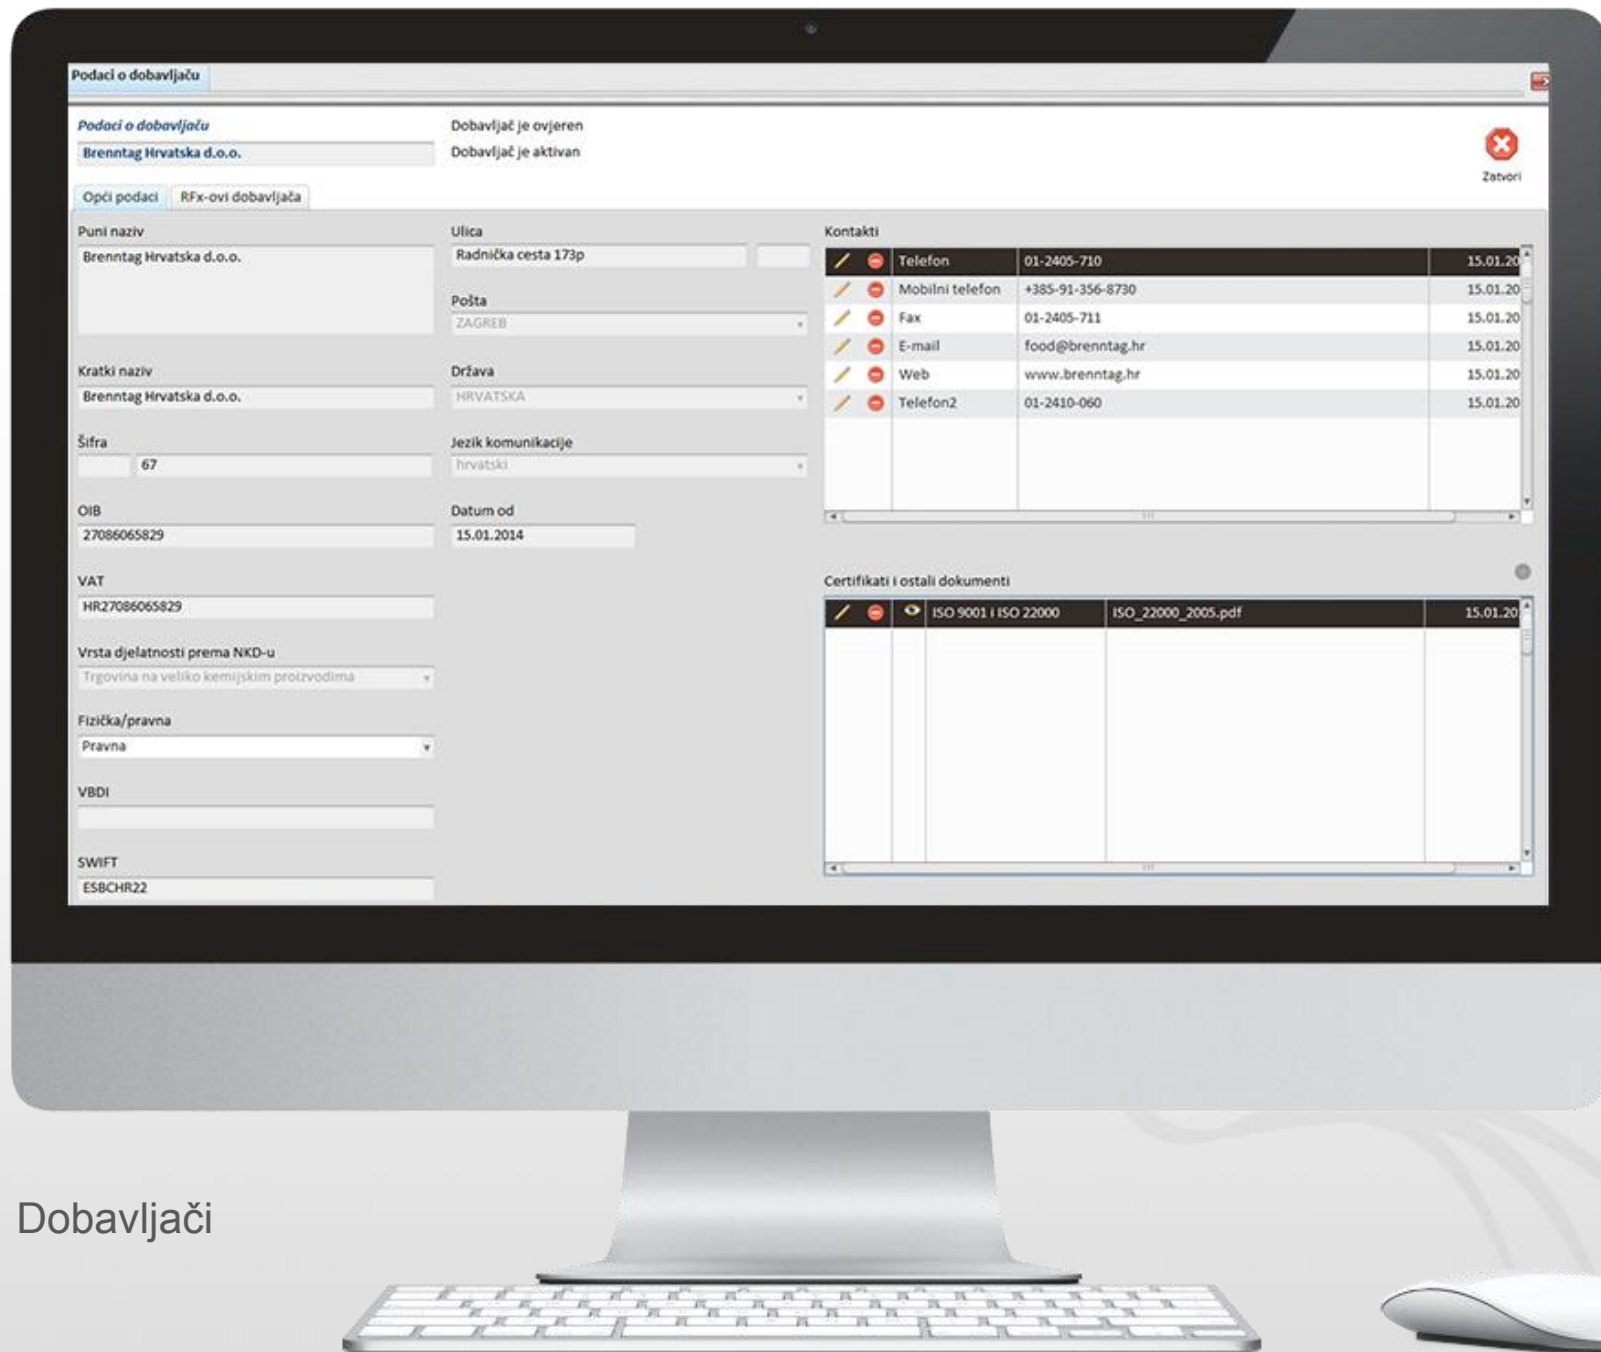 Podaci o dobavljaču
Podaci o dobavljaču
Brenntag Hrvatska d.o.o.
Dobavljač je ovjeren
Dobavljač je aktivan
Zatvori
Opći podaci
RFx-ovi dobavljača
Puni naziv
Brenntag Hrvatska d.o.o.
Kratki naziv
Brenntag Hrvatska d.o.o.
Šifra
67
OIB
27086065829
VAT
HR27086065829
Vrsta djelatnosti prema NKD-u
Trgovina na veliko kemijskim proizvodima
Fizička/pravna
Pravna
VBDI
SWIFT
ESBCHR22
Ulica
Radnička cesta 173p
Pošta
ZAGREB
Država
HRVATSKA
Jezik komunikacije
hrvatski
Datum od
15.01.2014
Kontakti
Telefon 01-2405-710 15.01.20
Mobilni telefon +385-91-356-8730 15.01.20
Fax 01-2405-711 15.01.20
E-mail food@brenntag.hr 15.01.20
Web www.brenntag.hr 15.01.20
Telefon2 01-2410-060 15.01.20
Certifikati i ostali dokumenti
ISO 9001 i ISO 22000 ISO_22000_2005.pdf 15.01.20
Dobavljači